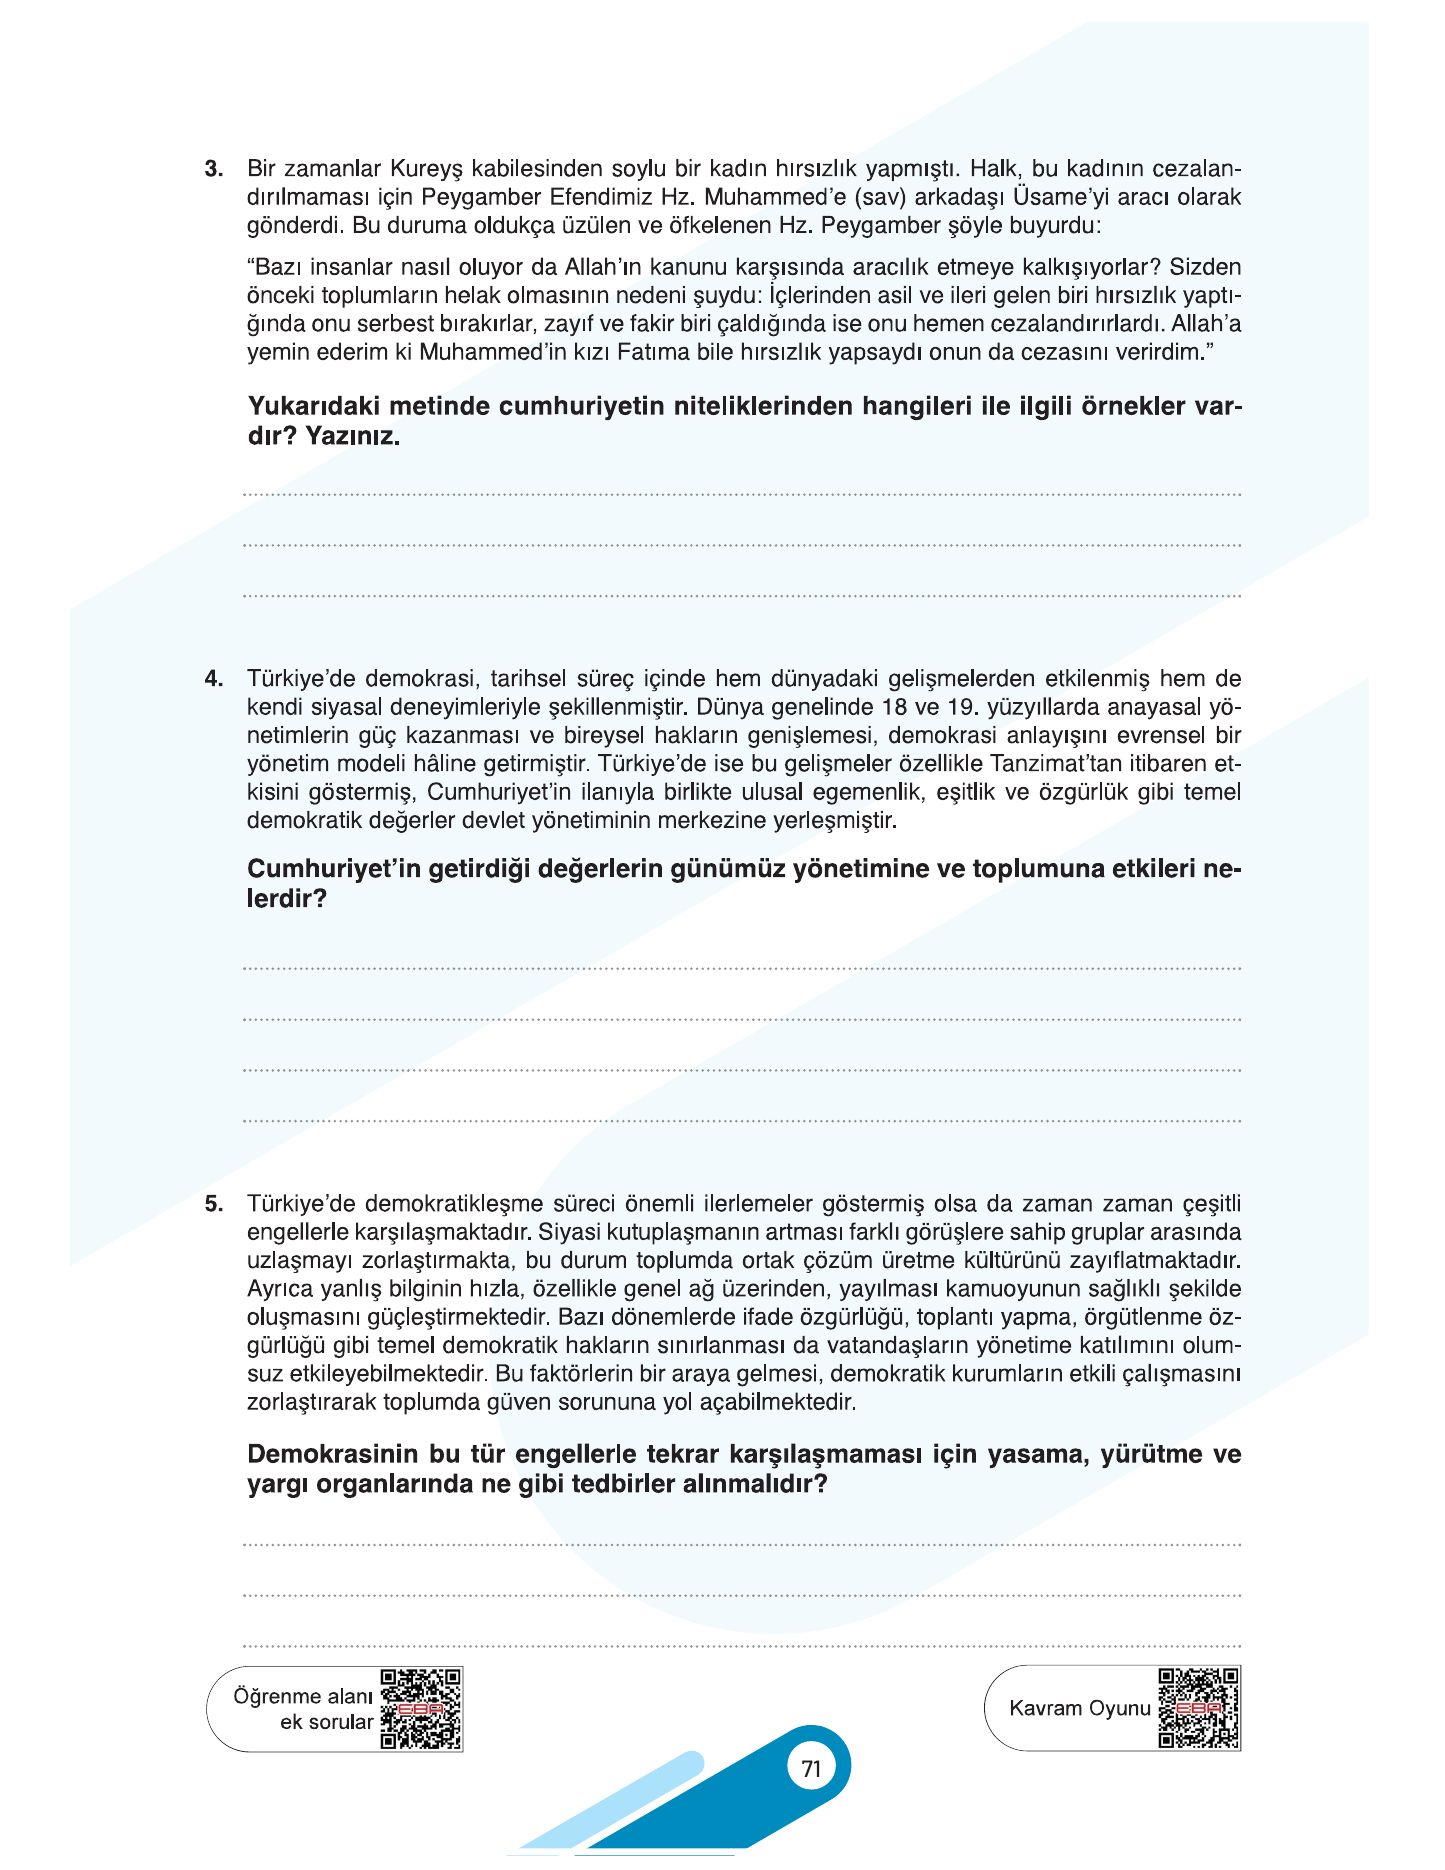 3. Bir zamanlar Kureyş kabilesinden soylu bir kadın hırsızlık yapmıştı. Halk, bu kadının cezalan-
dırılmaması için Peygamber Efendimiz Hz. Muhammed’e (sav) arkadaşı Üsame’yi aracı olarak
gönderdi. Bu duruma oldukça üzülen ve öfkelenen Hz. Peygamber şöyle buyurdu:
“Bazı insanlar nasıl oluyor da Allah’ın kanunu karşısında aracılık etmeye kalkışıyorlar? Sizden
önceki toplumların helak olmasının nedeni şuydu: İçlerinden asil ve ileri gelen biri hırsızlık yaptı-
ğında onu serbest bırakırlar, zayıf ve fakir biri çaldığında ise onu hemen cezalandırırlardı. Allah’a
yemin ederim ki Muhammed’in kızı Fatıma bile hırsızlık yapsaydı onun da cezasını verirdim.”
Yukarıdaki metinde cumhuriyetin niteliklerinden hangileri ile ilgili örnekler var-
dır? Yazınız.
4. Türkiye’de demokrasi, tarihsel süreç içinde hem dünyadaki gelişmelerden etkilenmiş hem de
kendi siyasal deneyimleriyle şekillenmiştir. Dünya genelinde 18 ve 19. yüzyıllarda anayasal yö-
netimlerin güç kazanması ve bireysel hakların genişlemesi, demokrasi anlayışını evrensel bir
yönetim modeli hâline getirmiştir. Türkiye’de ise bu gelişmeler özellikle Tanzimat’tan itibaren et-
kisini göstermiş, Cumhuriyet’in ilanıyla birlikte ulusal egemenlik, eşitlik ve özgürlük gibi temel
demokratik değerler devlet yönetiminin merkezine yerleşmiştir.
Cumhuriyet’in getirdiği değerlerin günümüz yönetimine ve toplumuna etkileri ne-
lerdir?
5. Türkiye’de demokratikleşme süreci önemli ilerlemeler göstermiş olsa da zaman zaman çeşitli
engellerle karşılaşmaktadır. Siyasi kutuplaşmanın artması farklı görüşlere sahip gruplar arasında
uzlaşmayı zorlaştırmakta, bu durum toplumda ortak çözüm üretme kültürünü zayıflatmaktadır.
Ayrıca yanlış bilginin hızla, özellikle genel ağ üzerinden, yayılması kamuoyunun sağlıklı şekilde
oluşmasını güçleştirmektedir. Bazı dönemlerde ifade özgürlüğü, toplantı yapma, örgütlenme öz-
gürlüğü gibi temel demokratik hakların sınırlanması da vatandaşların yönetime katılımını olum-
suz etkileyebilmektedir. Bu faktörlerin bir araya gelmesi, demokratik kurumların etkili çalışmasını
zorlaştırarak toplumda güven sorununa yol açabilmektedir.
Demokrasinin bu tür engellerle tekrar karşılaşmaması için yasama, yürütme ve
yargı organlarında ne gibi tedbirler alınmalıdır?
Öğrenme alanı
ek sorular
EBA
Kavram Oyunu
EBA
71